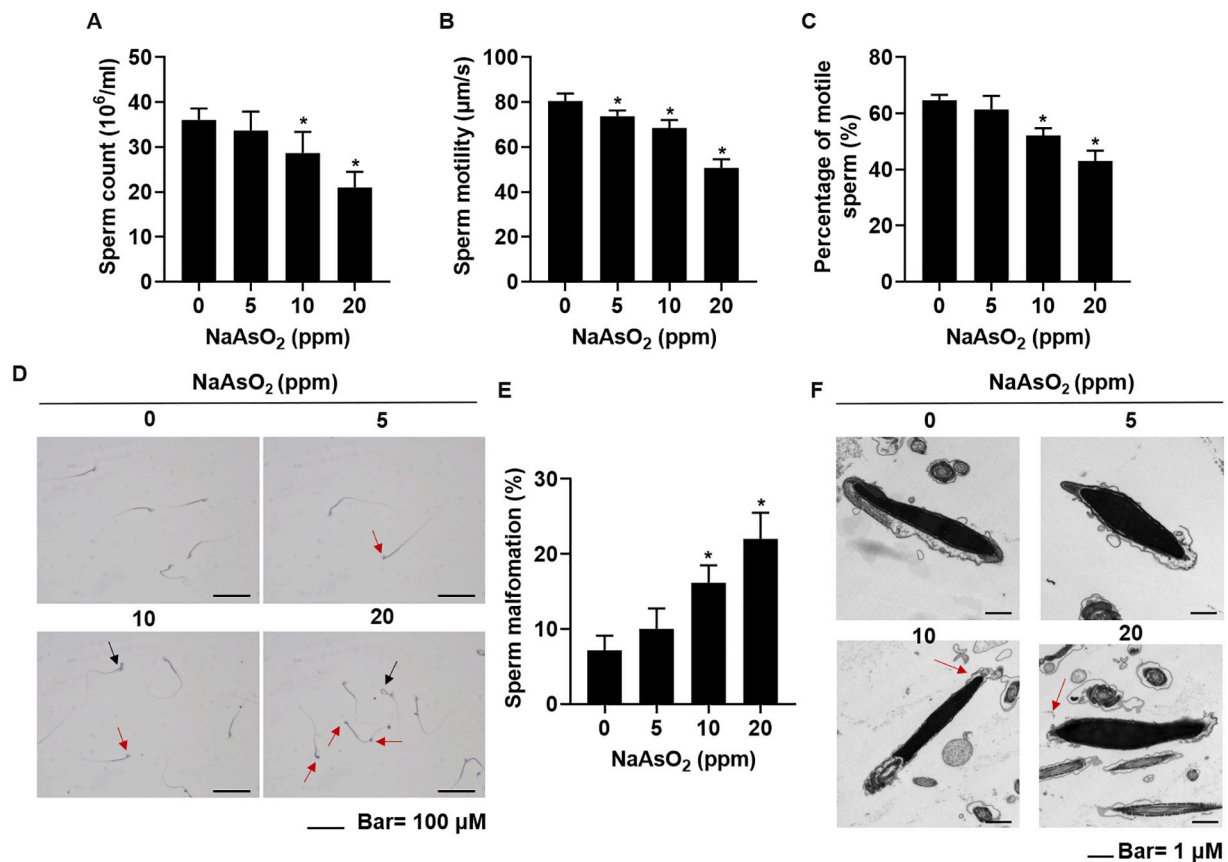 A
Sperm count (10⁶/ml)
50
40
30
20
10
0
*
*
0 5 10 20
NaAsO₂ (ppm)
B
Sperm motility (μm/s)
100
80
60
40
20
0
*
*
*
0 5 10 20
NaAsO₂ (ppm)
C
Percentage of motile
sperm (%)
80
60
40
20
0
*
*
0 5 10 20
NaAsO₂ (ppm)
D
NaAsO₂ (ppm)
0 5
10 20
Bar= 100 μM
E
Sperm malfomation (%)
30
20
10
0
*
*
0 5 10 20
NaAsO₂ (ppm)
F
NaAsO₂ (ppm)
0 5
10 20
Bar= 1 μM